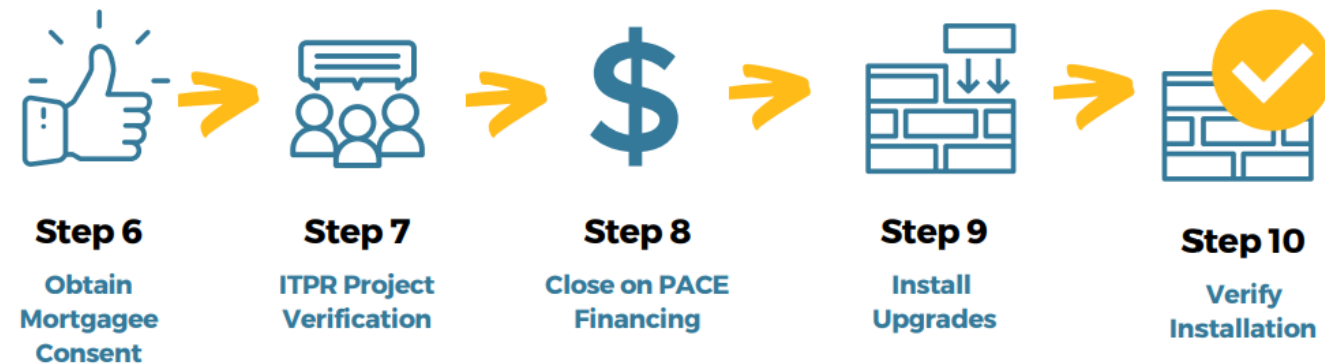 Step 6
Obtain
Mortgagee
Consent
Step 7
ITPR Project
Verification
Step 8
Close on PACE
Financing
Step 9
Install
Upgrades
Step 10
Verify
Installation